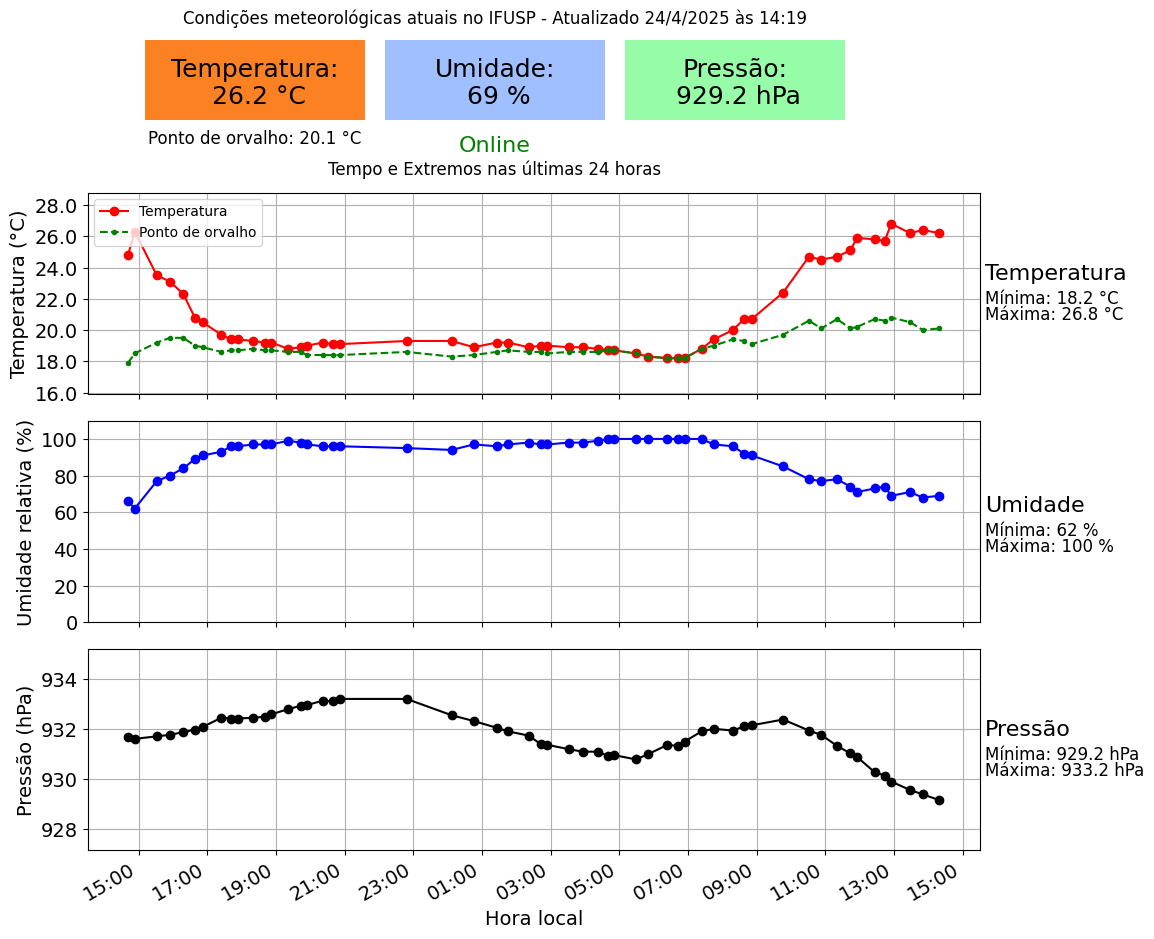 Condições meteorológicas atuais no IFUSP - Atualizado 24/4/2025 às 14:19
Temperatura:
26.2 °C
Umidade:
69 %
Pressão:
929.2 hPa
Ponto de orvalho: 20.1 °C
Online
Tempo e Extremos nas últimas 24 horas
Temperatura (°C)
28.0
26.0
24.0
22.0
20.0
18.0
16.0
Temperatura
Ponto de orvalho
Temperatura
Mínima: 18.2 °C
Máxima: 26.8 °C
Umidade relativa (%)
100
80
60
40
20
0
Umidade
Mínima: 62 %
Máxima: 100 %
Pressão (hPa)
934
932
930
928
Pressão
Mínima: 929.2 hPa
Máxima: 933.2 hPa
15:00
17:00
19:00
21:00
23:00
01:00
03:00
05:00
07:00
09:00
11:00
13:00
15:00
Hora local